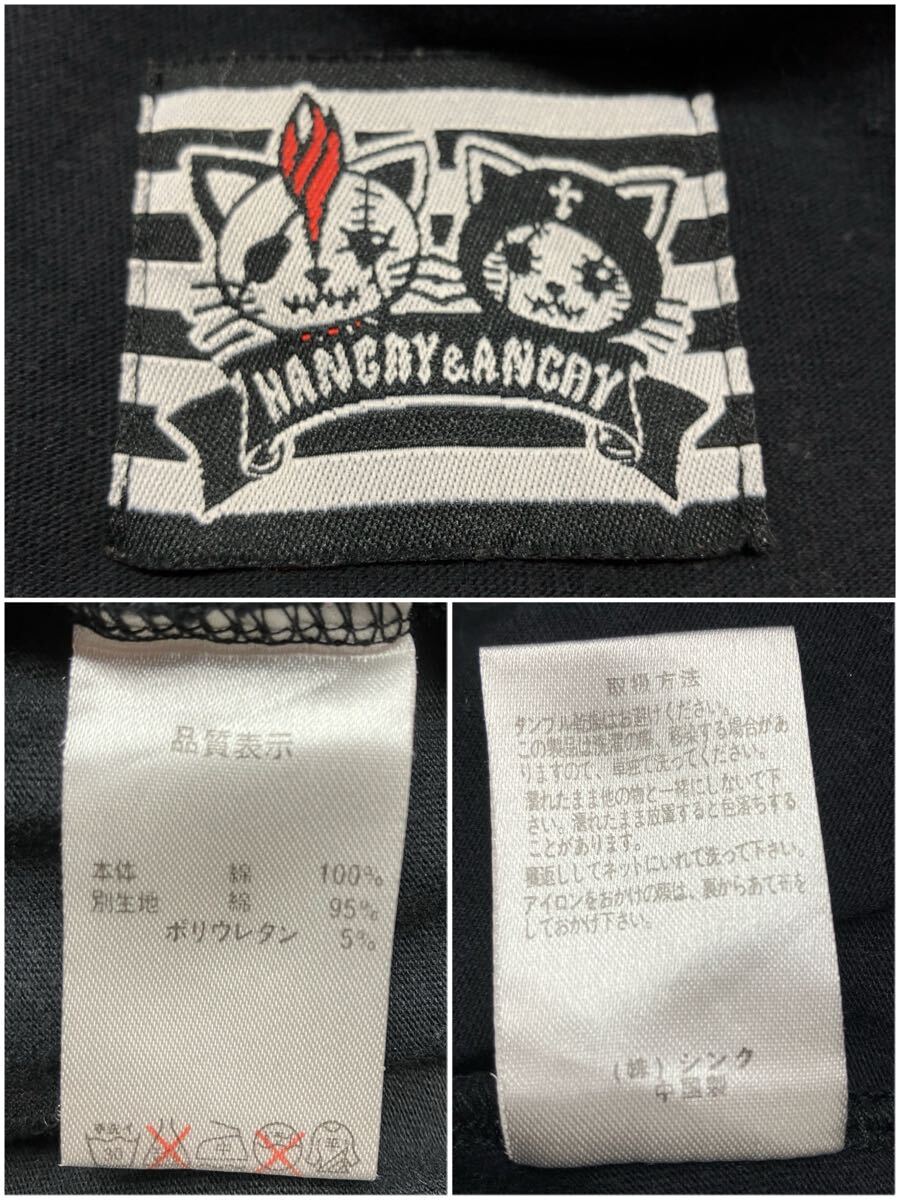 HANGRY&ANGRY
品質表示
本体 綿 100%
別生地 綿 95%
ポリウレタン 5%
手洗イ
30
中
取扱方法
タンブル乾燥はお避けください。
この製品は洗濯の際、移染する場合があ
りますので、単独で洗ってください。
濡れたまま他の物と一緒にしないで下
さい。濡れたまま放置すると色落ちする
ことがあります。
裏返ししてネットにいれて洗って下さい。
アイロンをおかけの際は、裏からあて布を
しておかけ下さい。
(株)シンク
中国製